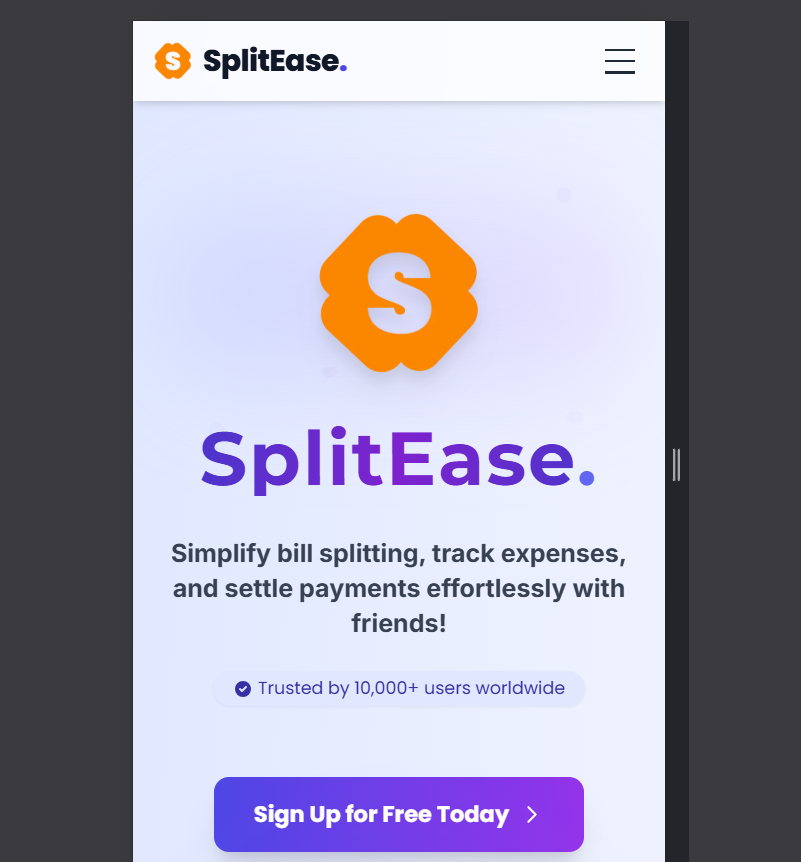 S SplitEase.
S
SplitEase.
Simplify bill splitting, track expenses,
and settle payments effortlessly with
friends!
Trusted by 10,000+ users worldwide
Sign Up for Free Today